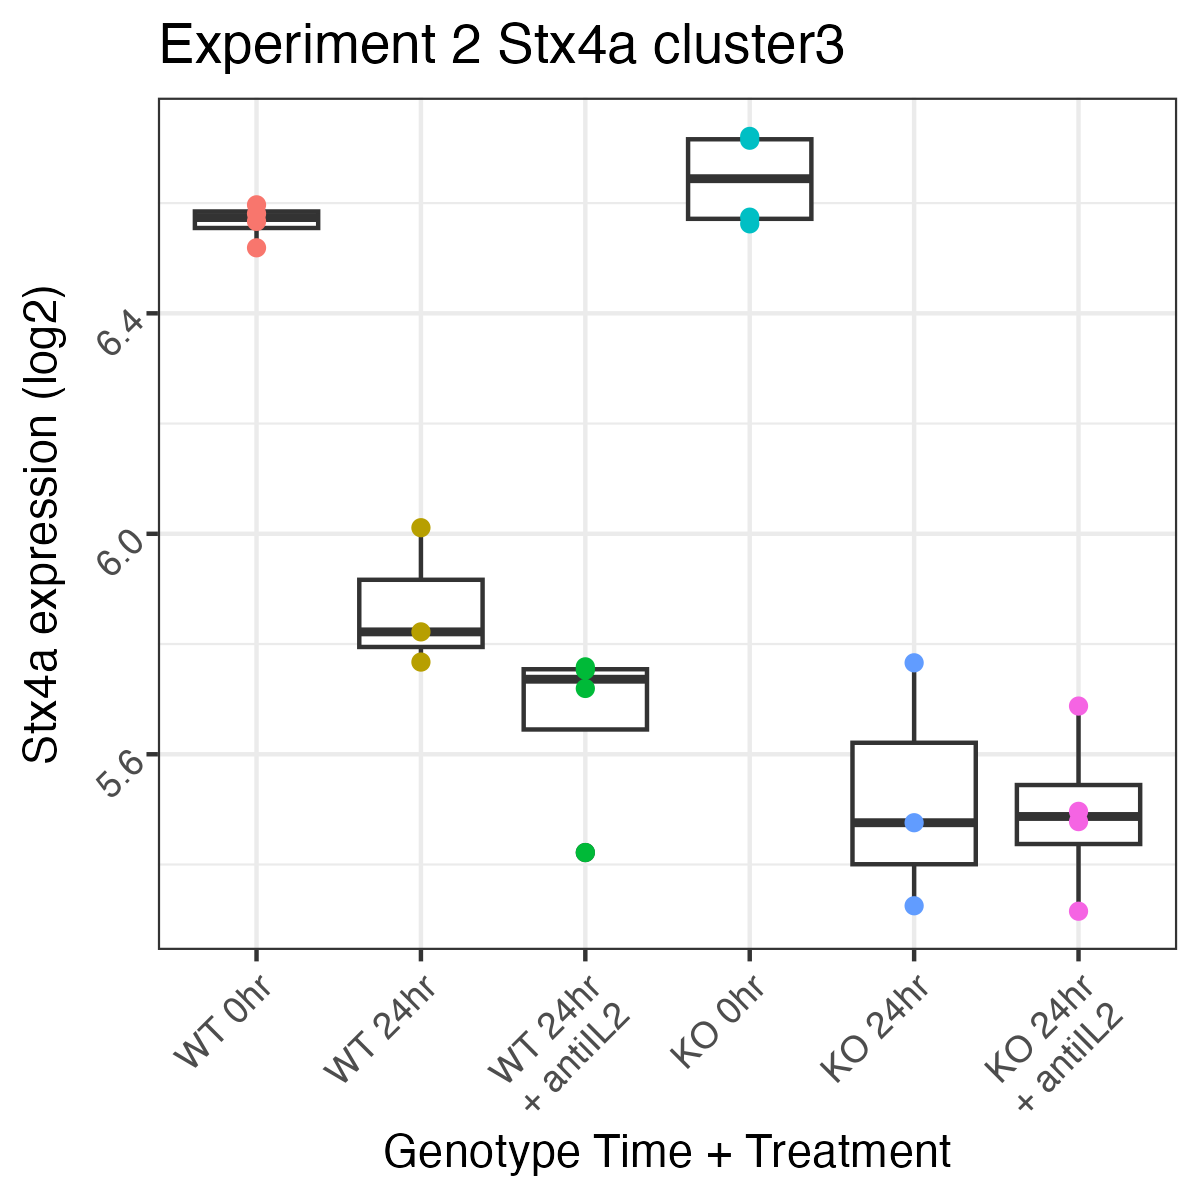 Experiment 2 Stx4a cluster3
Stx4a expression (log2)
6.4
6.0
5.6
WT 0hr
WT 24hr
WT 24hr
+ antiIL2
KO 0hr
KO 24hr
KO 24hr
+ antiIL2
Genotype Time + Treatment